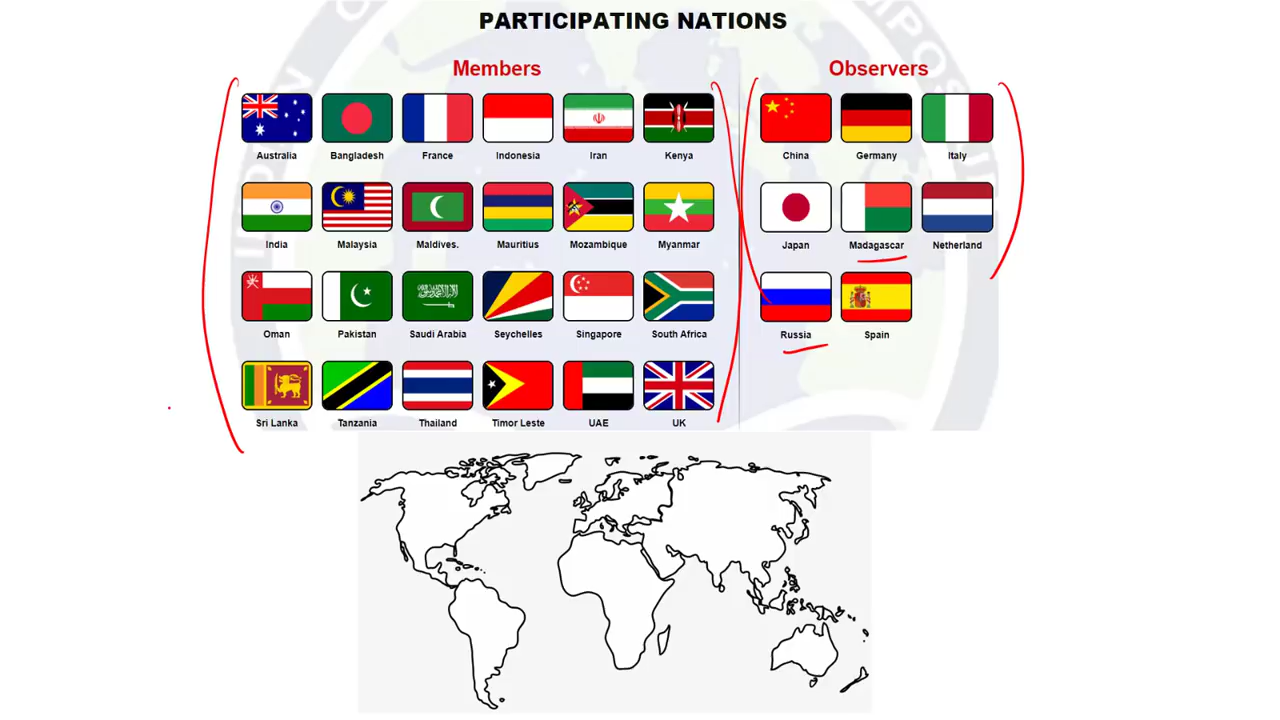 PARTICIPATING NATIONS
Members
Observers
Australia Bangladesh France Indonesia Iran Kenya
China Germany Italy
India Malaysia Maldives. Mauritius Mozambique Myanmar
Japan Madagascar Netherland
Oman Pakistan Saudi Arabia Seychelles Singapore South Africa
Russia Spain
Sri Lanka Tanzania Thailand Timor Leste UAE UK